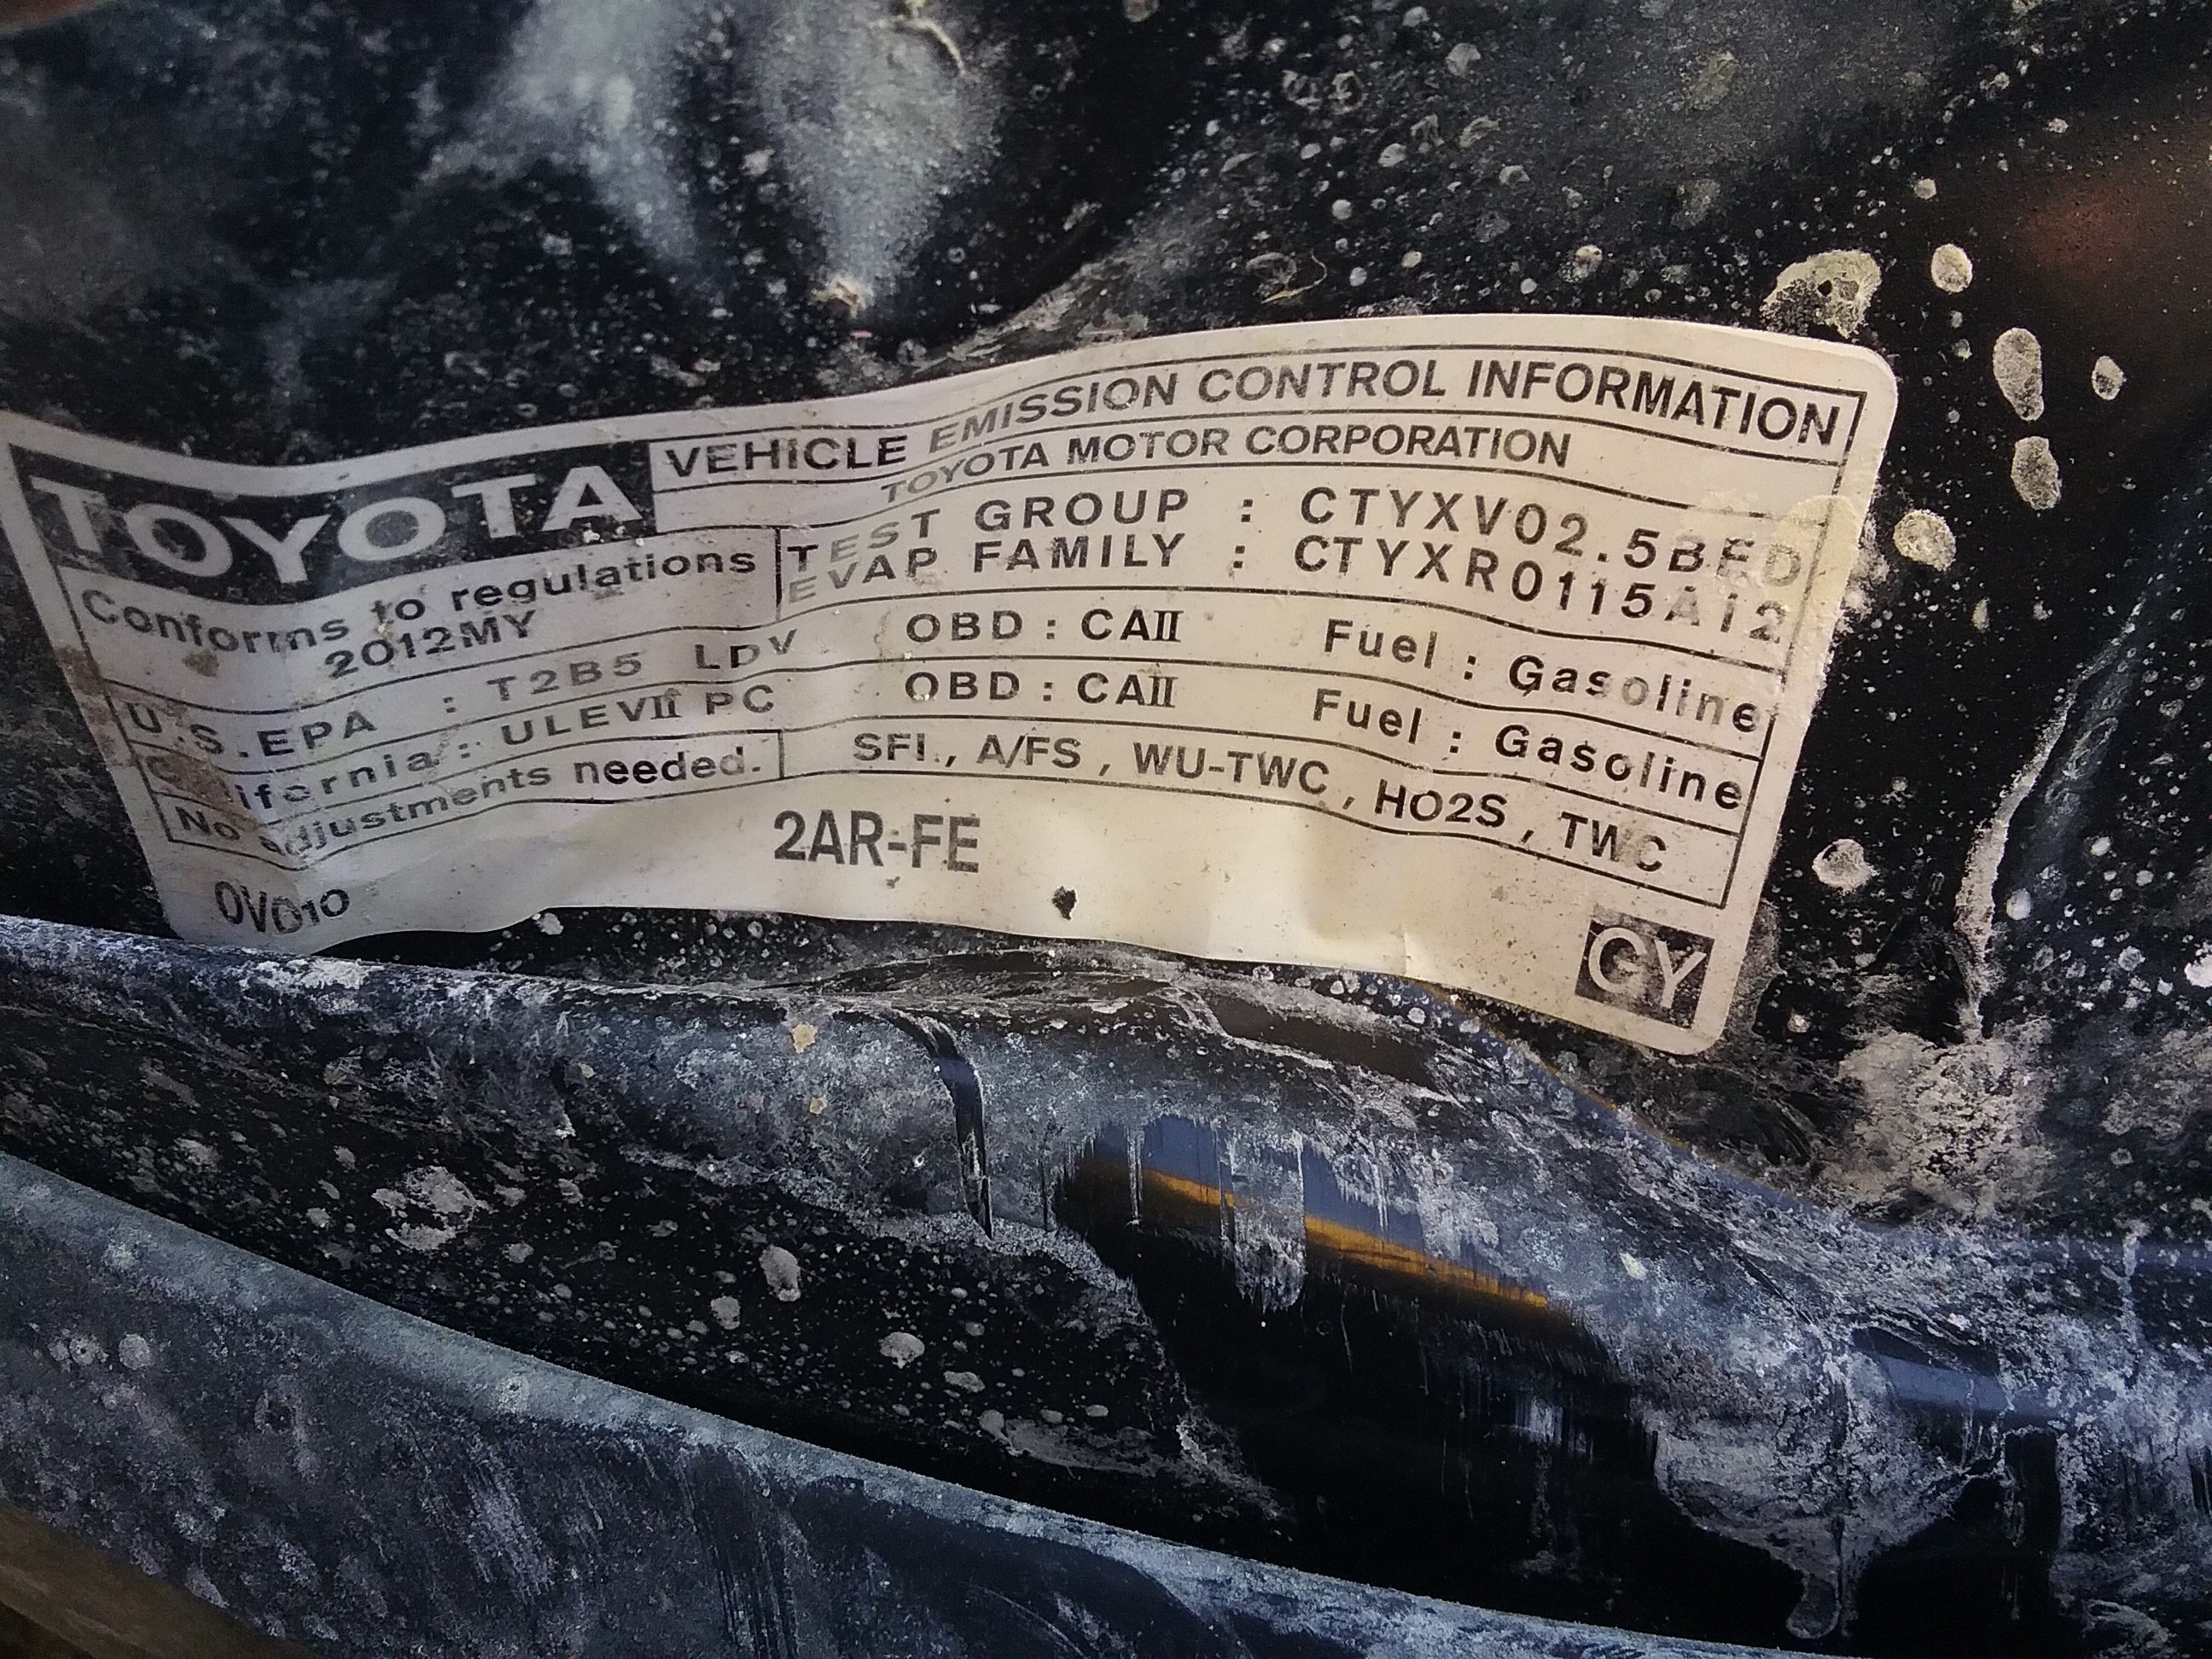 TOYOTA
VEHICLE EMISSION CONTROL INFORMATION
TOYOTA MOTOR CORPORATION
Conforms to regulations
2012MY
TEST GROUP : CTYXV02.5BED
EVAP FAMILY : CTYXR0115A12
U.S.EPA : T2B5 LDV OBD : CAII Fuel : Gasoline
California : ULEVII PC OBD : CAII Fuel : Gasoline
No adjustments needed.
SFI, A/FS, WU-TWC, HO2S, TWC
2AR-FE
0V010
GY